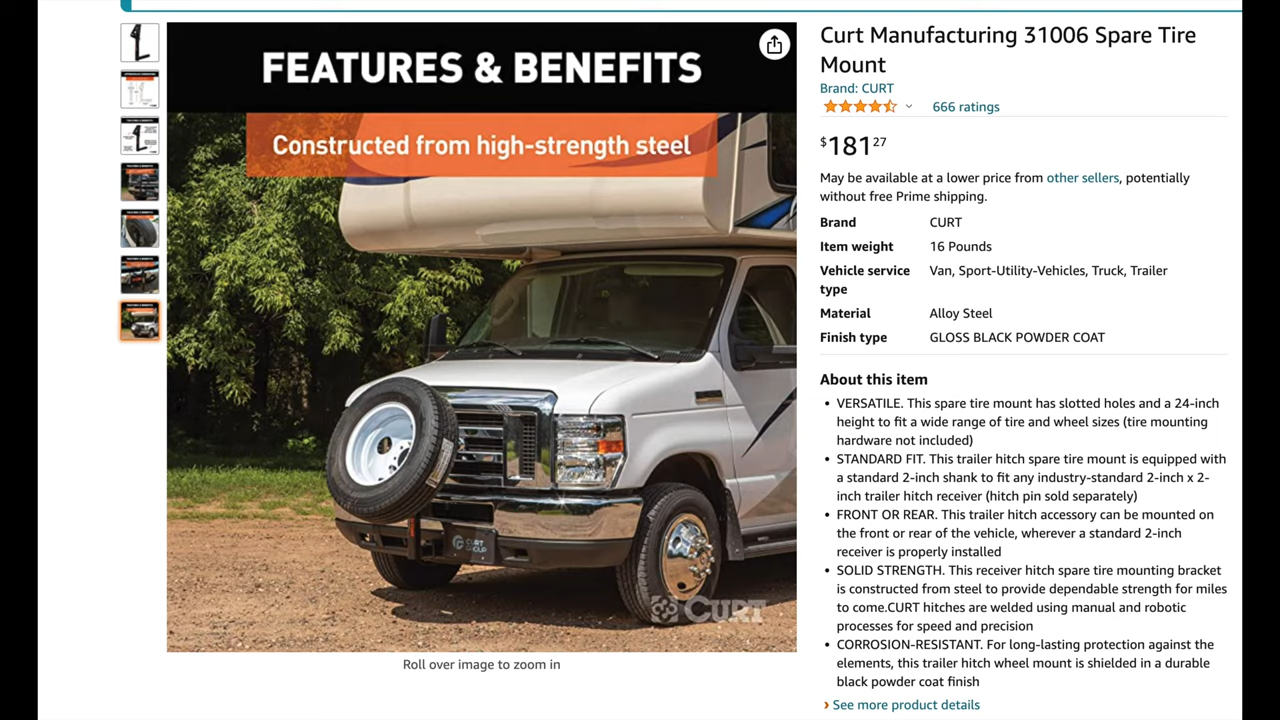 FEATURES & BENEFITS
Constructed from high-strength steel
CURT
GROUP
CURT
Roll over image to zoom in
Curt Manufacturing 31006 Spare Tire
Mount
Brand: CURT
666 ratings
$181 27
May be available at a lower price from other sellers, potentially
without free Prime shipping.
Brand CURT
Item weight 16 Pounds
Vehicle service Van, Sport-Utility-Vehicles, Truck, Trailer
type
Material Alloy Steel
Finish type GLOSS BLACK POWDER COAT
About this item
• VERSATILE. This spare tire mount has slotted holes and a 24-inch
height to fit a wide range of tire and wheel sizes (tire mounting
hardware not included)
• STANDARD FIT. This trailer hitch spare tire mount is equipped with
a standard 2-inch shank to fit any industry-standard 2-inch x 2-
inch trailer hitch receiver (hitch pin sold separately)
• FRONT OR REAR. This trailer hitch accessory can be mounted on
the front or rear of the vehicle, wherever a standard 2-inch
receiver is properly installed
• SOLID STRENGTH. This receiver hitch spare tire mounting bracket
is constructed from steel to provide dependable strength for miles
to come.CURT hitches are welded using manual and robotic
processes for speed and precision
• CORROSION-RESISTANT. For long-lasting protection against the
elements, this trailer hitch wheel mount is shielded in a durable
black powder coat finish
› See more product details